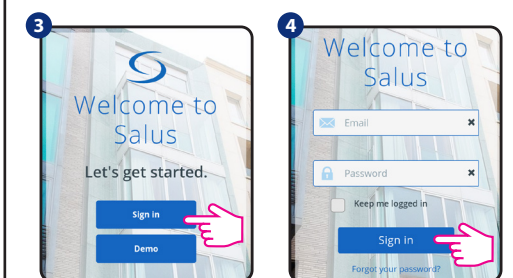 3
Welcome to
Salus
Let's get started.
Sign in
Demo
4
Welcome to
Salus
Email
Password
Keep me logged in
Sign in
Forgot your password?